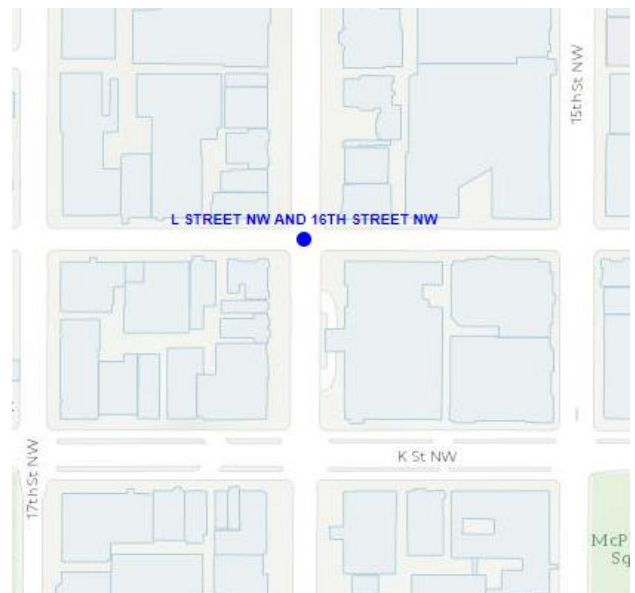 15th St NW
L STREET NW AND 16TH STREET NW
K St NW
17th St NW
McP
Sq